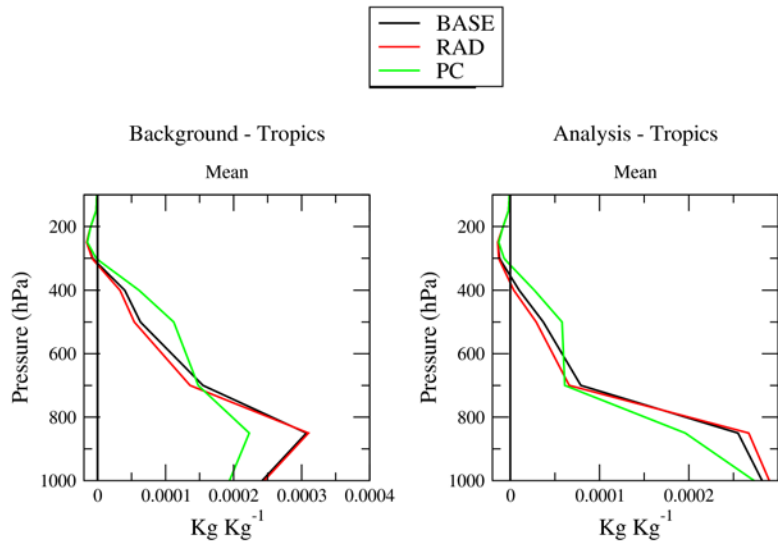 BASE
RAD
PC
Background - Tropics
Mean
Pressure (hPa)
200
400
600
800
1000
0
0.0001
0.0002
0.0003
0.0004
Kg Kg⁻¹
Analysis - Tropics
Mean
Pressure (hPa)
200
400
600
800
1000
0
0.0001
0.0002
Kg Kg⁻¹